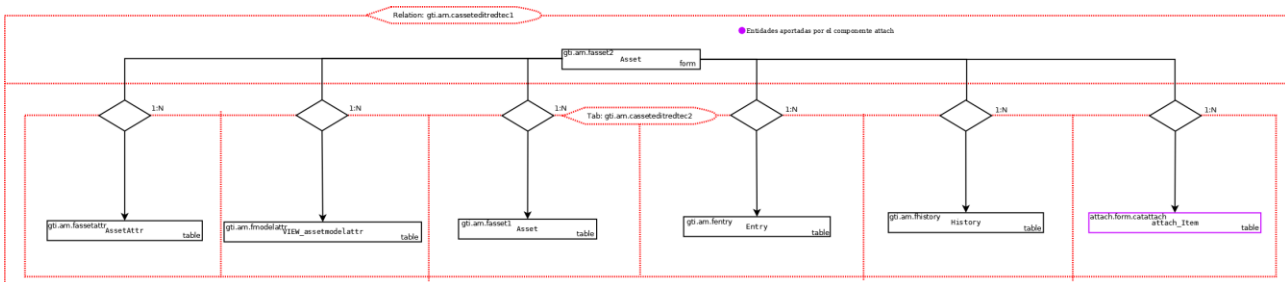 Relation: gti.am.casseteditredtec1
Entidades aportadas por el componente attach
gti.am.fasset2
Asset
form
1:N
1:N
1:N
1:N
1:N
1:N
Tab: gti.am.casseteditredtec2
gti.am.fassetattr
AssetAttr
table
gti.am.fmodelattr
VIEW_assetmodelattr
table
gti.am.fasset1
Asset
table
gti.am.fentry
Entry
table
gti.am.fhistory
History
table
attach.form.catattach
attach_Item
table